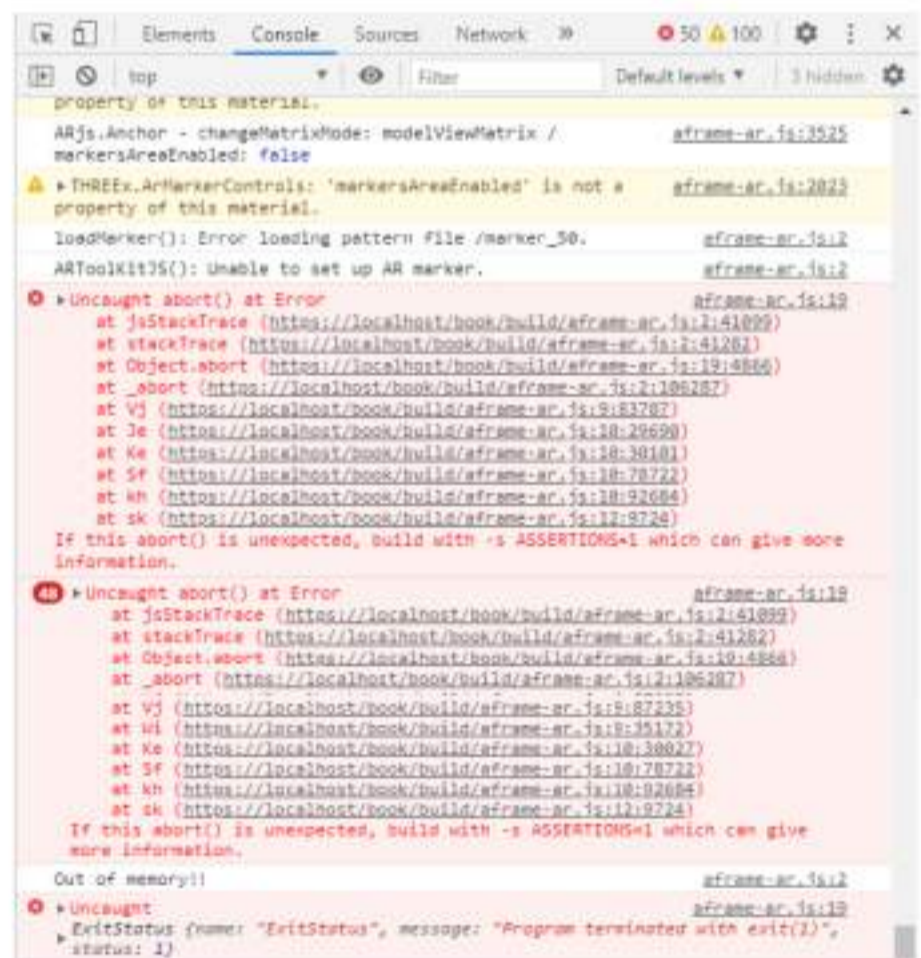 Elements Console Sources Network » 50 100
top Filter Default levels ▼ 3 hidden
property of this material.
ARjs.Anchor - changeMatrixMode: modelViewMatrix / aframe-ar.js:3525
markersAreaEnabled: false
THREEx.ArMarkerControls: 'markersAreaEnabled' is not a aframe-ar.js:2023
property of this material.
loadMarker(): Error loading pattern file /marker_50. aframe-ar.js:2
ARToolKitJS(): Unable to set up AR marker. aframe-ar.js:2
Uncaught abort() at Error aframe-ar.js:19
at jsStackTrace (https://localhost/book/build/aframe-ar.js:2:41099)
at stackTrace (https://localhost/book/build/aframe-ar.js:2:41282)
at Object.abort (https://localhost/book/build/aframe-ar.js:19:4866)
at _abort (https://localhost/book/build/aframe-ar.js:2:106287)
at Vj (https://localhost/book/build/aframe-ar.js:9:83787)
at Je (https://localhost/book/build/aframe-ar.js:10:29690)
at Ke (https://localhost/book/build/aframe-ar.js:10:30181)
at Sf (https://localhost/book/build/aframe-ar.js:10:78722)
at kh (https://localhost/book/build/aframe-ar.js:10:92684)
at sk (https://localhost/book/build/aframe-ar.js:12:9724)
If this abort() is unexpected, build with -s ASSERTIONS=1 which can give more
information.
48 Uncaught abort() at Error aframe-ar.js:19
at jsStackTrace (https://localhost/book/build/aframe-ar.js:2:41099)
at stackTrace (https://localhost/book/build/aframe-ar.js:2:41282)
at Object.abort (https://localhost/book/build/aframe-ar.js:19:4866)
at _abort (https://localhost/book/build/aframe-ar.js:2:106287)
at Vj (https://localhost/book/build/aframe-ar.js:9:87235)
at Wi (https://localhost/book/build/aframe-ar.js:9:35172)
at Ke (https://localhost/book/build/aframe-ar.js:10:30027)
at Sf (https://localhost/book/build/aframe-ar.js:10:78722)
at kh (https://localhost/book/build/aframe-ar.js:10:92684)
at sk (https://localhost/book/build/aframe-ar.js:12:9724)
If this abort() is unexpected, build with -s ASSERTIONS=1 which can give
more information.
Out of memory!! aframe-ar.js:2
Uncaught aframe-ar.js:19
ExitStatus {name: "ExitStatus", message: "Program terminated with exit(1)",
status: 1}